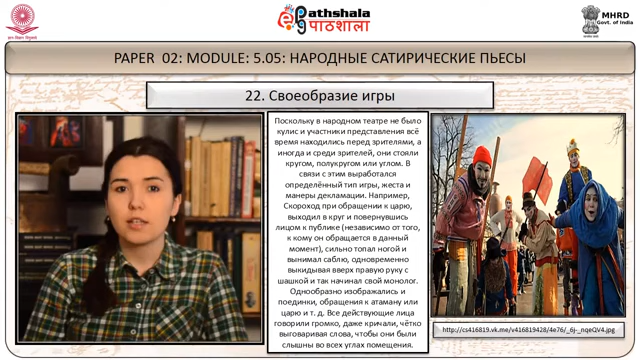 Pathshala
पाठशाला
MHRD
Govt. of India
PAPER 02: MODULE: 5.05: НАРОДНЫЕ САТИРИЧЕСКИЕ ПЬЕСЫ
22. Своеобразие игры
Поскольку в народном театре не было
кулис и участники представления всё
время находились перед зрителями, а
иногда и среди зрителей, они стояли
кругом, полукругом или углом. В
связи с этим выработался
определённый тип игры, жеста и
манеры декламации. Например,
Скороход при обращении к царю,
выходил в круг и повернувшись
лицом к публике (независимо от того,
к кому он обращается в данный
момент), сильно топал ногой и
вынимал саблю, одновременно
выкидывая вверх правую руку с
шашкой и так начинал свой монолог.
Однообразно изображались и
поединки, обращения к атаману или
царю и т. д. Все действующие лица
говорили громко, даже кричали, чётко
выговаривая слова, чтобы они были
слышны во всех углах помещения.
http://cs416819.vk.me/v416819428/4e76/_6j-_nqeQV4.jpg